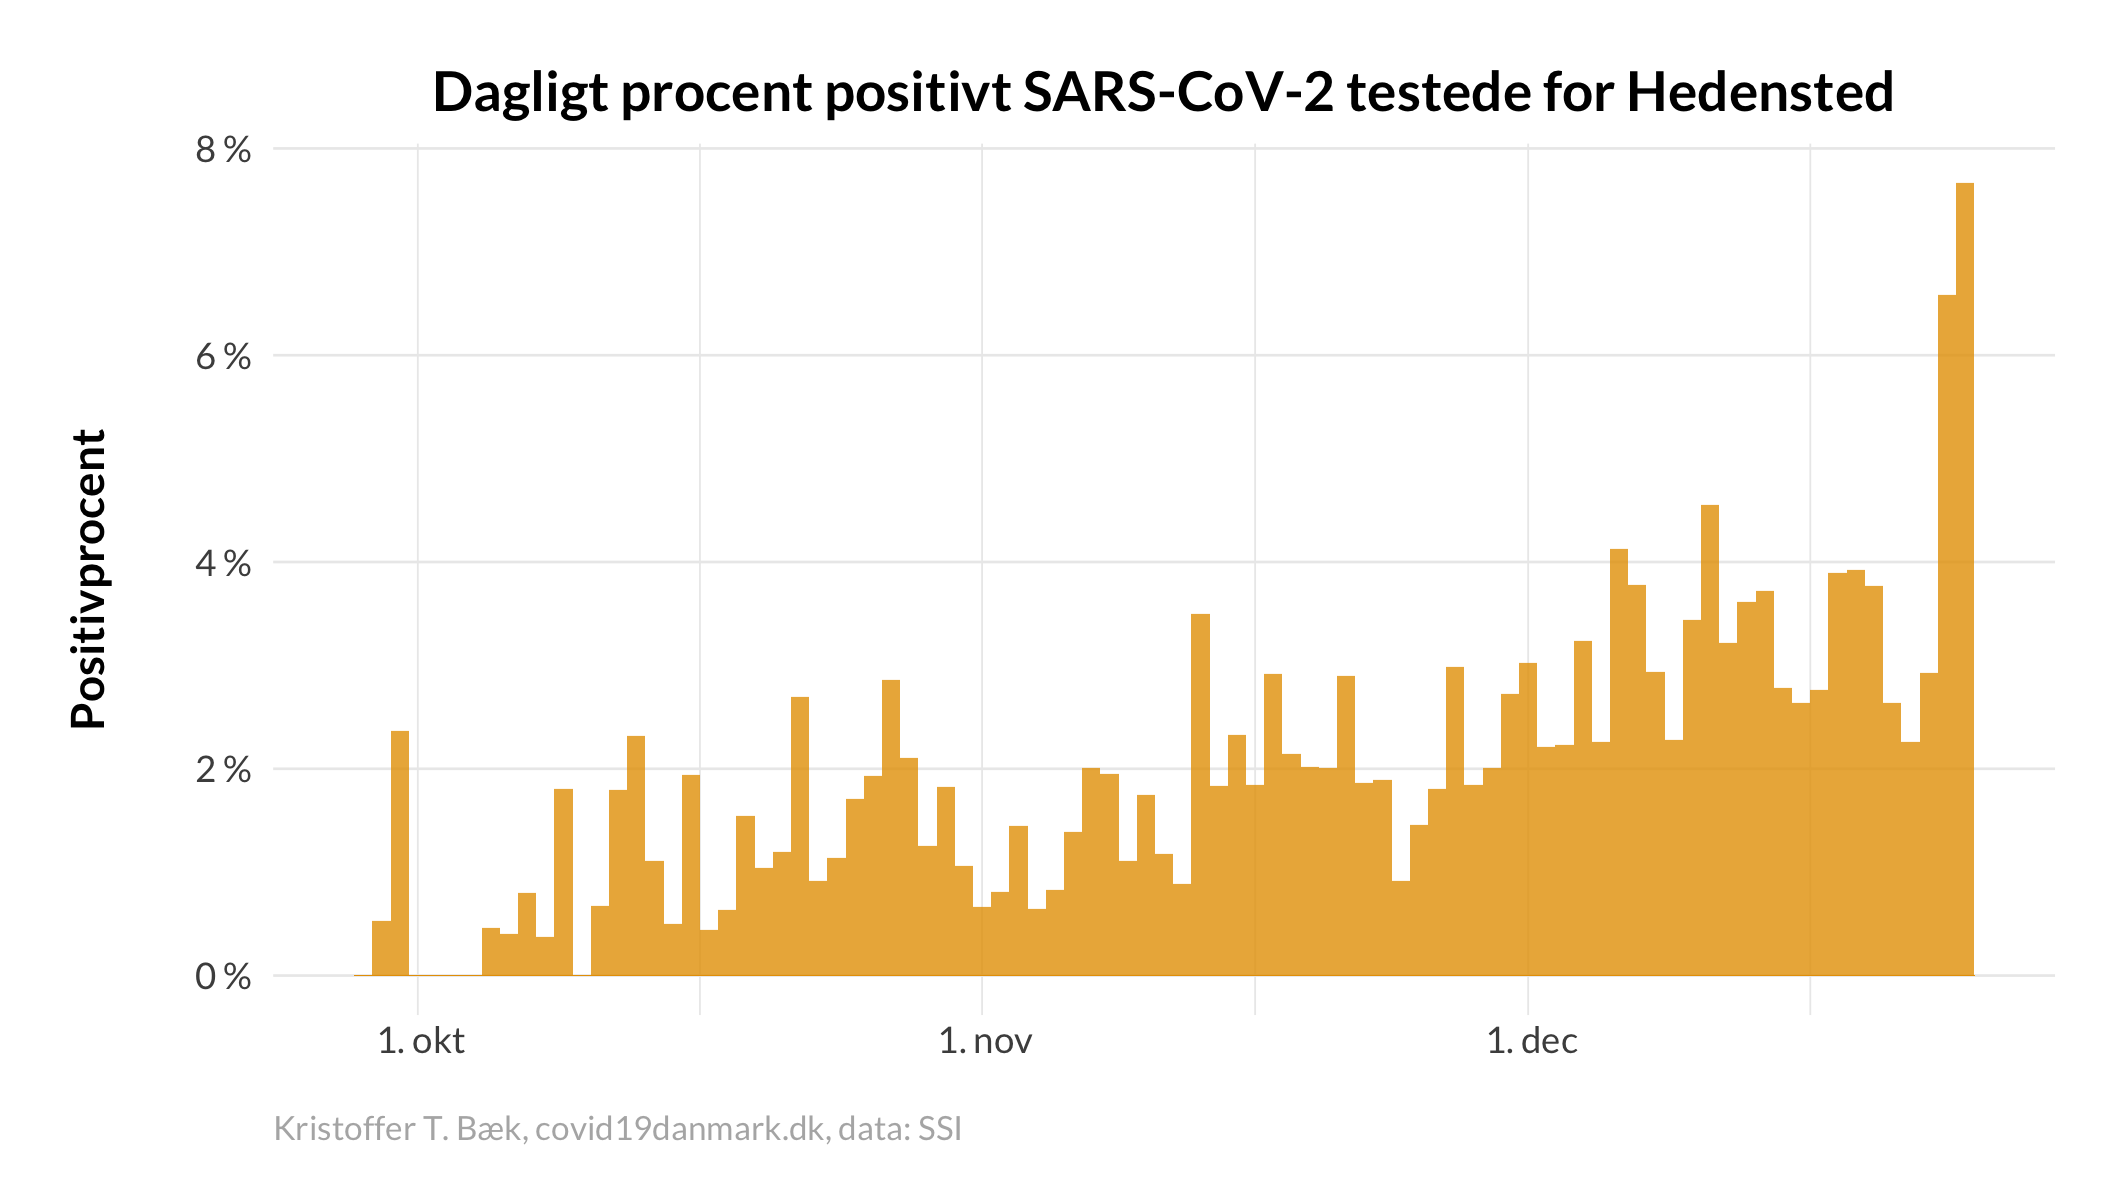 Dagligt procent positivt SARS-CoV-2 testede for Hedensted
Positivprocent
8 %
6 %
4 %
2 %
0 %
1. okt
1. nov
1. dec
Kristoffer T. Bæk, covid19danmark.dk, data: SSI